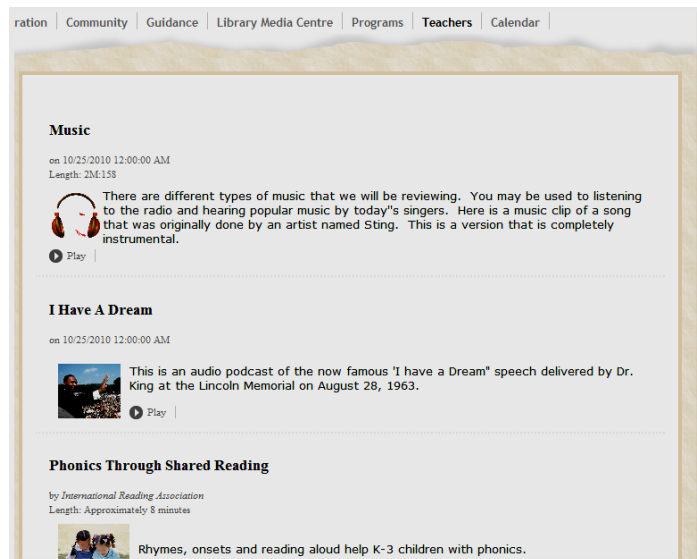 ration Community Guidance Library Media Centre Programs Teachers Calendar
Music
on 10/25/2010 12:00:00 AM
Length: 2M:15S
There are different types of music that we will be reviewing. You may be used to listening
to the radio and hearing popular music by today"s singers. Here is a music clip of a song
that was originally done by an artist named Sting. This is a version that is completely
instrumental.
Play
I Have A Dream
on 10/25/2010 12:00:00 AM
This is an audio podcast of the now famous 'I have a Dream" speech delivered by Dr.
King at the Lincoln Memorial on August 28, 1963.
Play
Phonics Through Shared Reading
by International Reading Association
Length: Approximately 8 minutes
Rhymes, onsets and reading aloud help K-3 children with phonics.